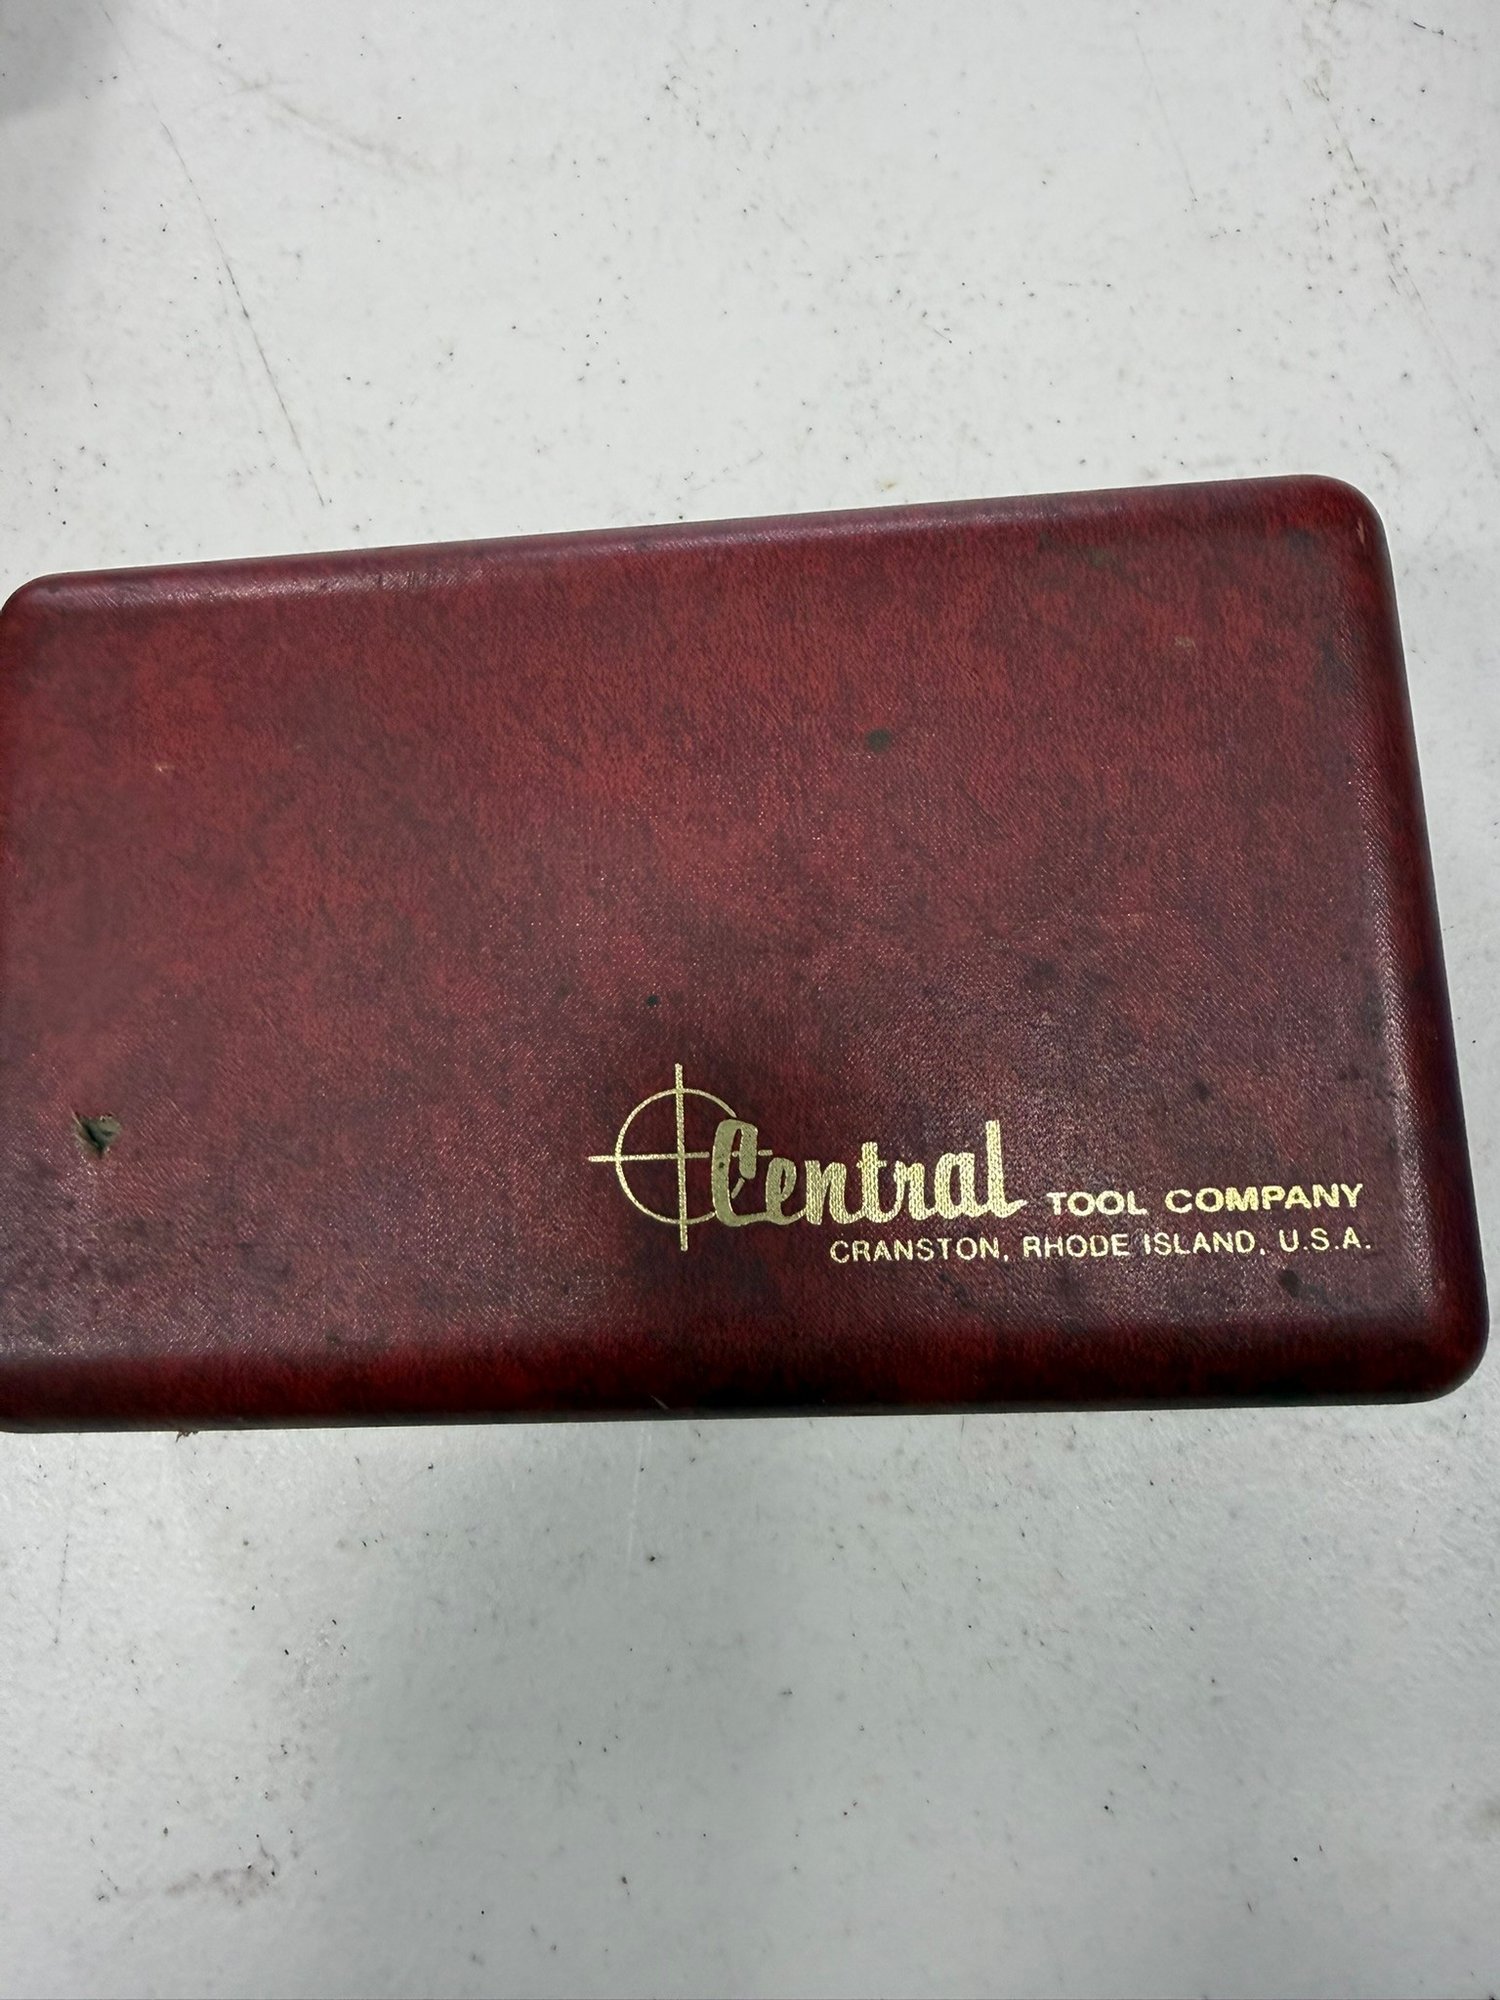 Central TOOL COMPANY
CRANSTON, RHODE ISLAND, U.S.A.